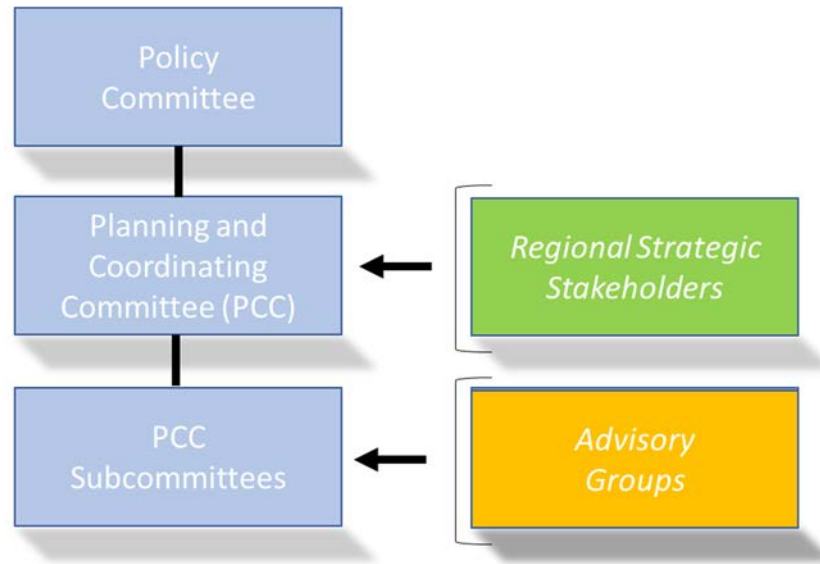 Policy
Committee
Planning and
Coordinating
Committee (PCC)
Regional Strategic
Stakeholders
PCC
Subcommittees
Advisory
Groups